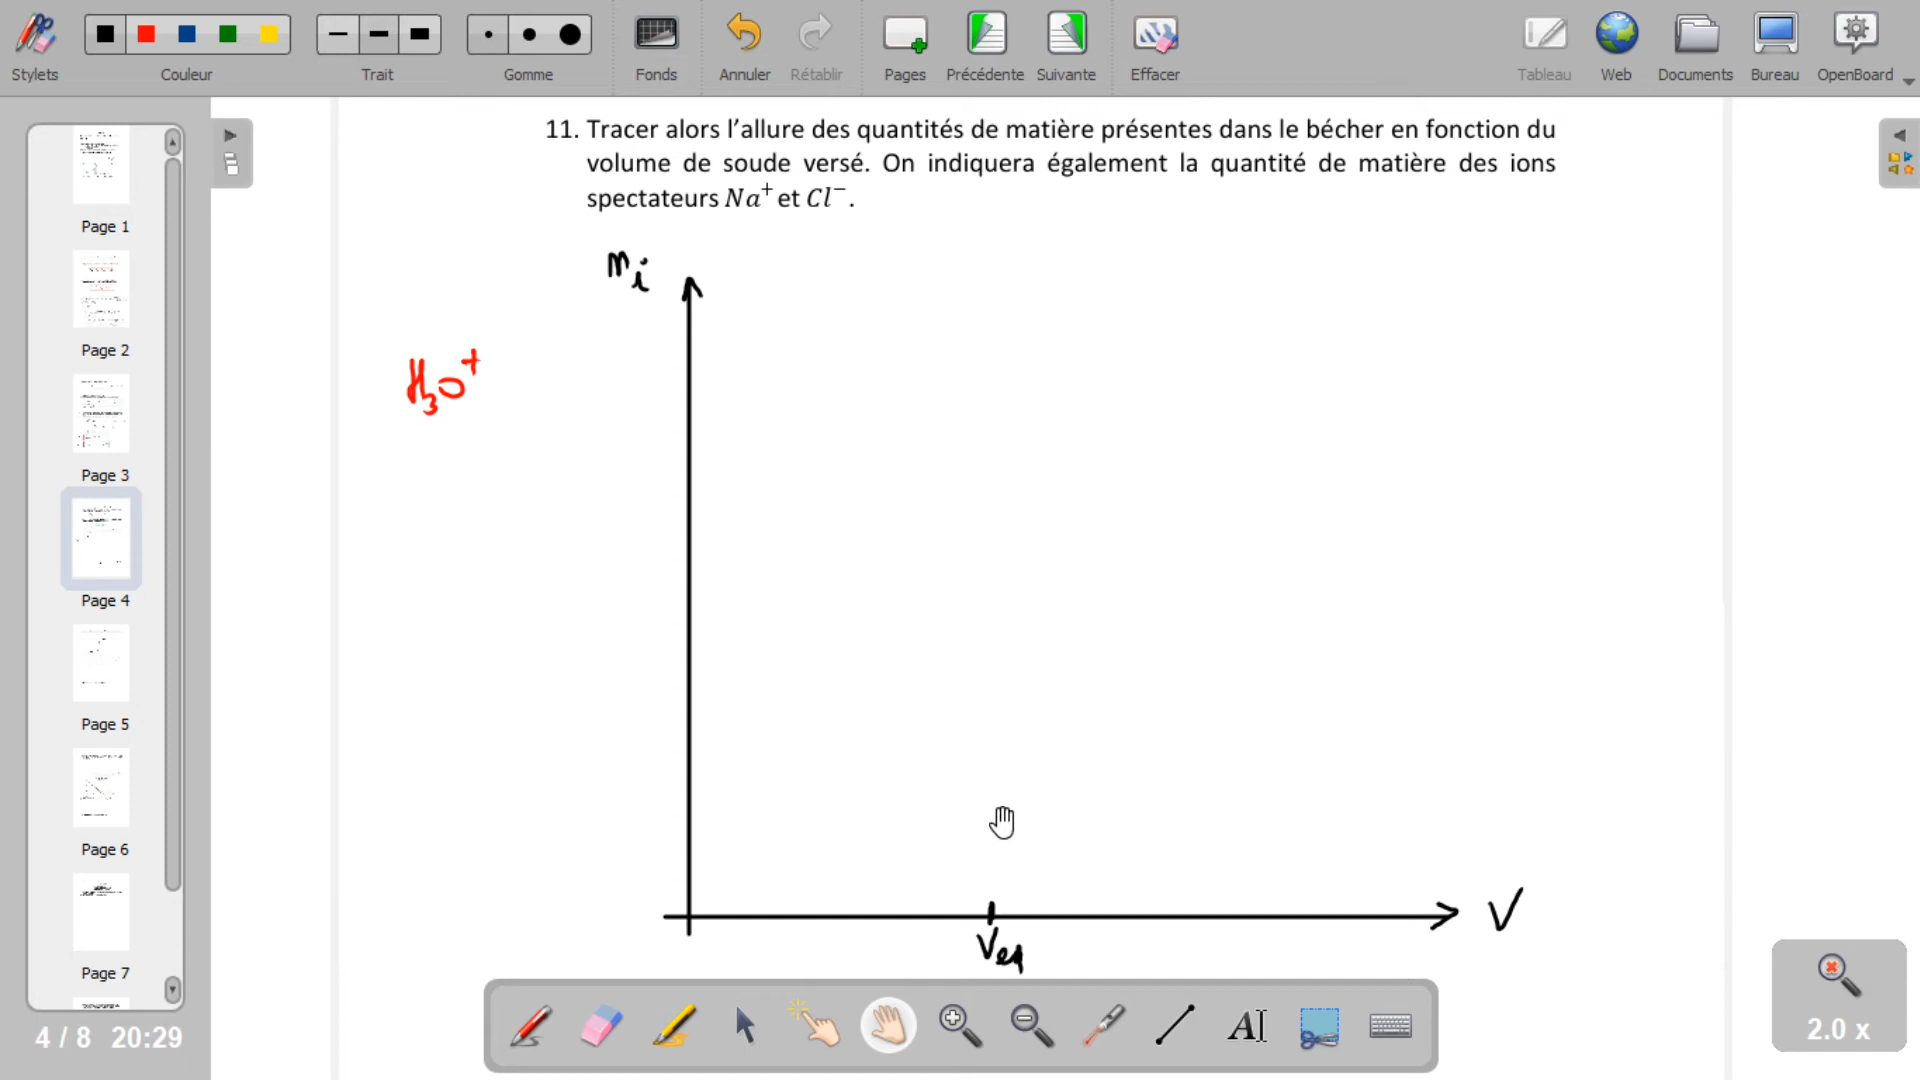 Stylets Couleur Trait Gomme Fonds Annuler Rétablir Pages Précédente Suivante Effacer Tableau Web Documents Bureau OpenBoard
11. Tracer alors l’allure des quantités de matière présentes dans le bécher en fonction du
volume de soude versé. On indiquera également la quantité de matière des ions
spectateurs Na⁺ et Cl⁻.
Page 1
Page 2
Page 3
Page 4
Page 5
Page 6
Page 7
nᵢ
H₃O⁺
V
Veq
4 / 8 20:29
AI
2.0 x